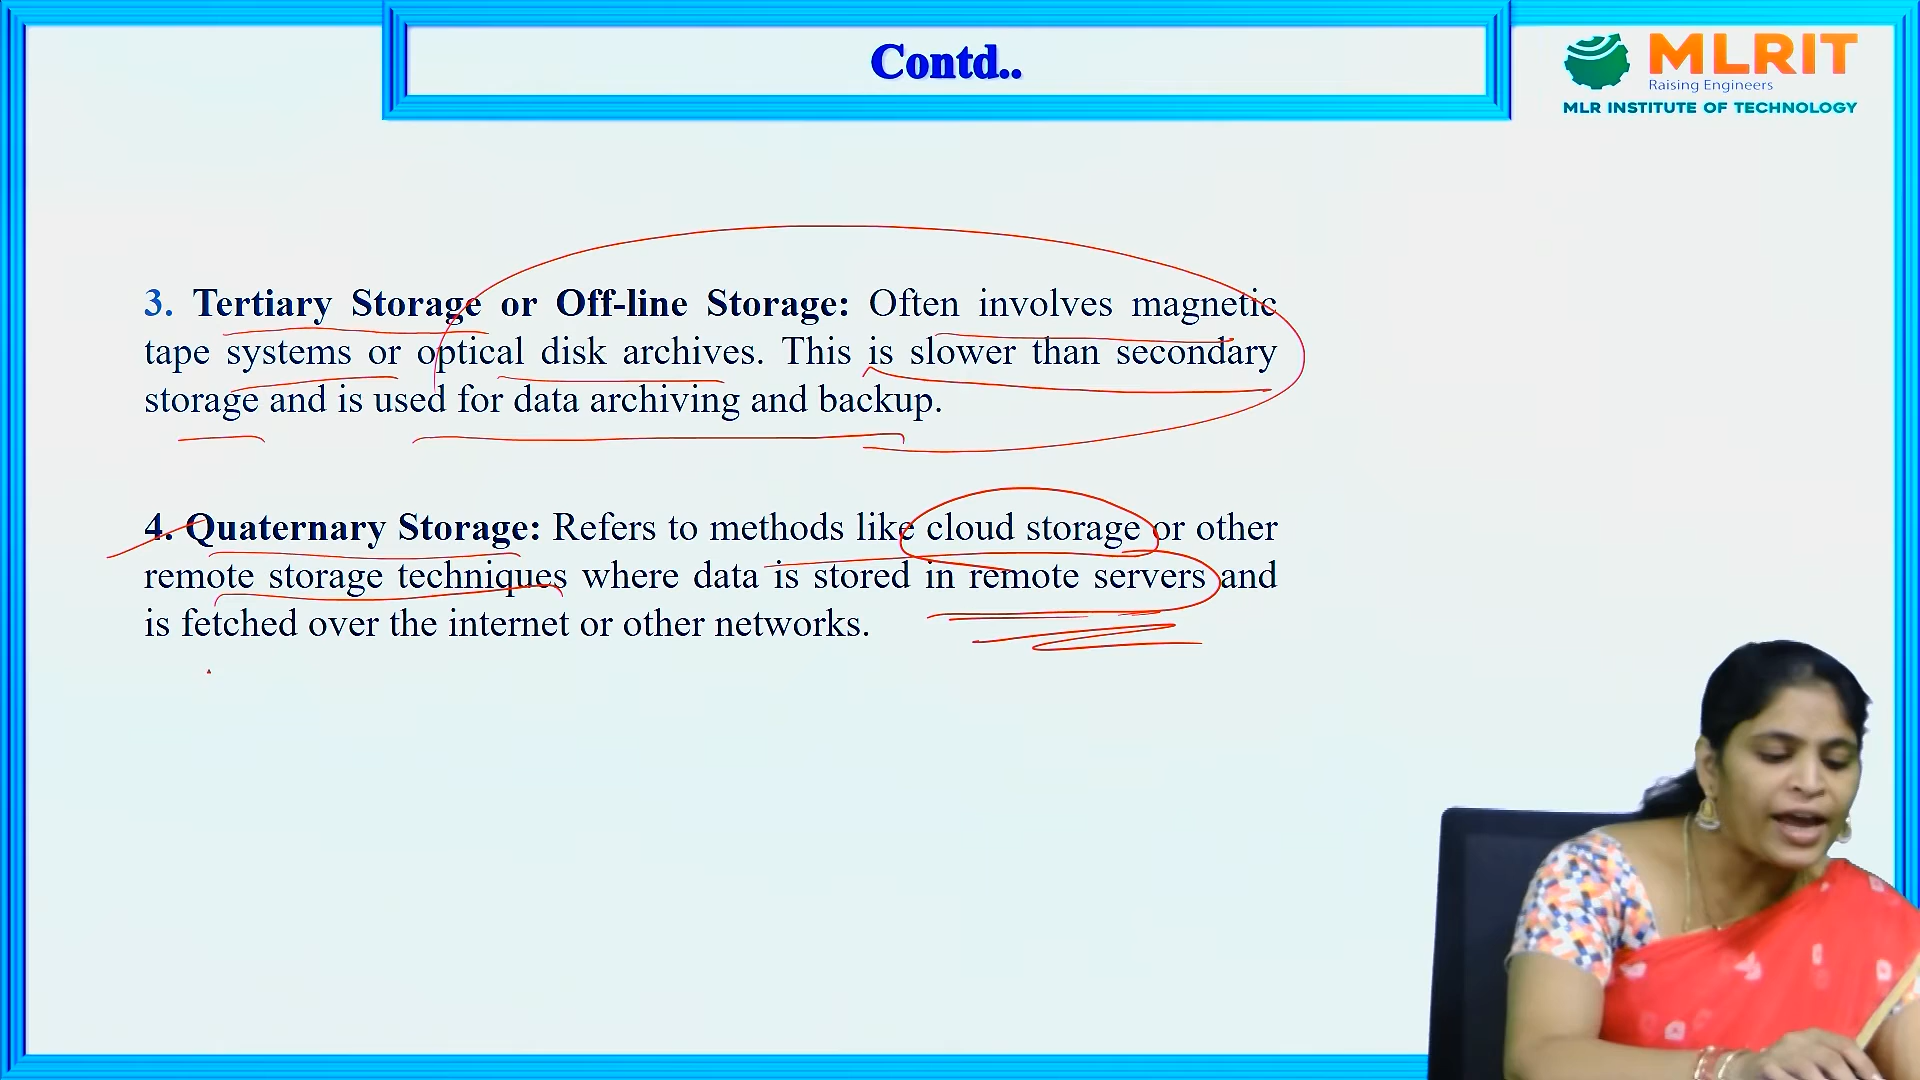 Contd..
MLRIT
Raising Engineers
MLR INSTITUTE OF TECHNOLOGY
3. Tertiary Storage or Off-line Storage: Often involves magnetic
tape systems or optical disk archives. This is slower than secondary
storage and is used for data archiving and backup.
4. Quaternary Storage: Refers to methods like cloud storage or other
remote storage techniques where data is stored in remote servers and
is fetched over the internet or other networks.